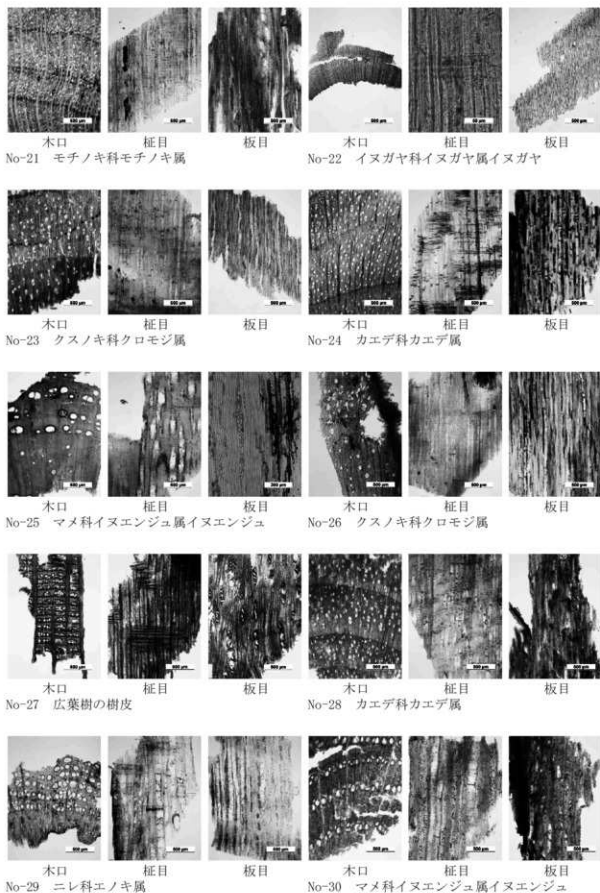 木口 柾目 板目 木口 柾目 板目
No-21 モチノキ科モチノキ属 No-22 イヌガヤ科イヌガヤ属イヌガヤ
木口 柾目 板目 木口 柾目 板目
No-23 クスノキ科クロモジ属 No-24 カエデ科カエデ属
木口 柾目 板目 木口 柾目 板目
No-25 マメ科イヌエンジュ属イヌエンジュ No-26 クスノキ科クロモジ属
木口 柾目 板目 木口 柾目 板目
No-27 広葉樹の樹皮 No-28 カエデ科カエデ属
木口 柾目 板目 木口 柾目 板目
No-29 ニレ科エノキ属 No-30 マメ科イヌエンジュ属イヌエンジュ